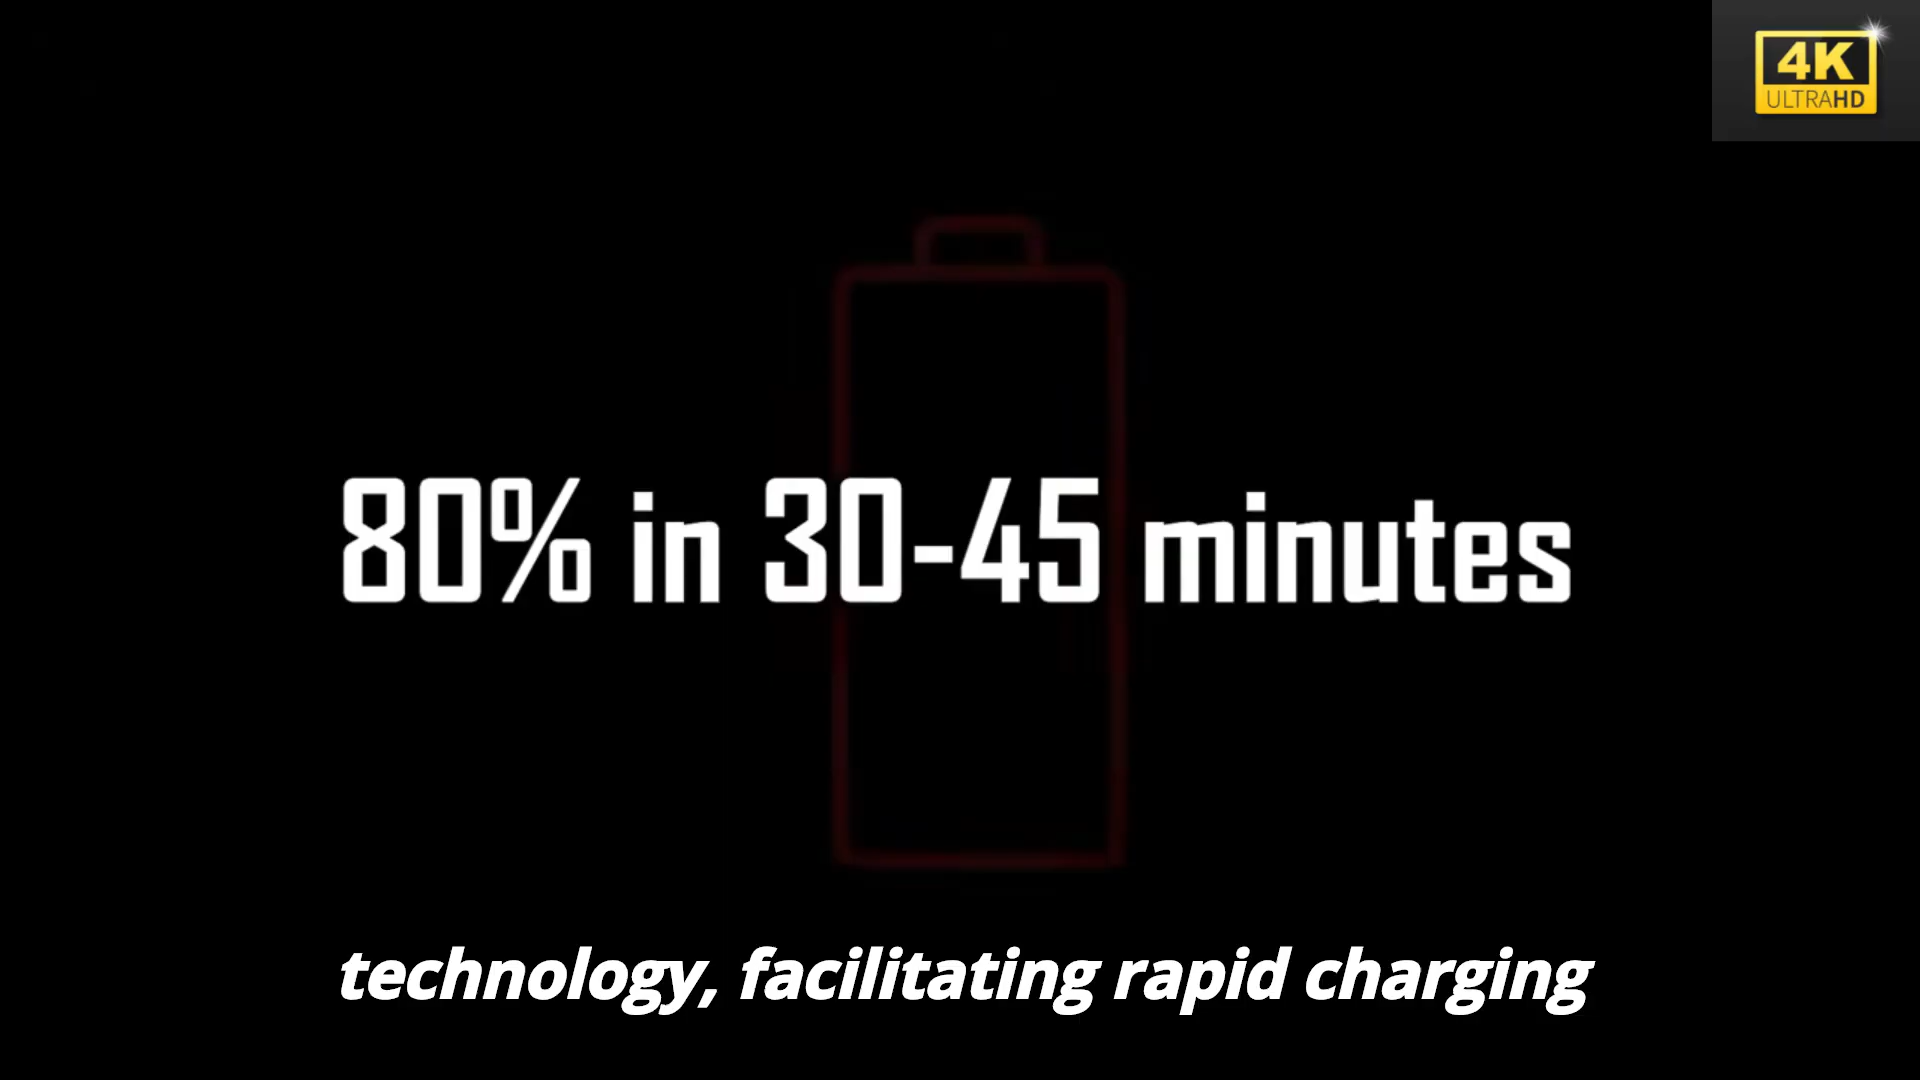 4K
ULTRAHD
80% in 30-45 minutes
technology, facilitating rapid charging